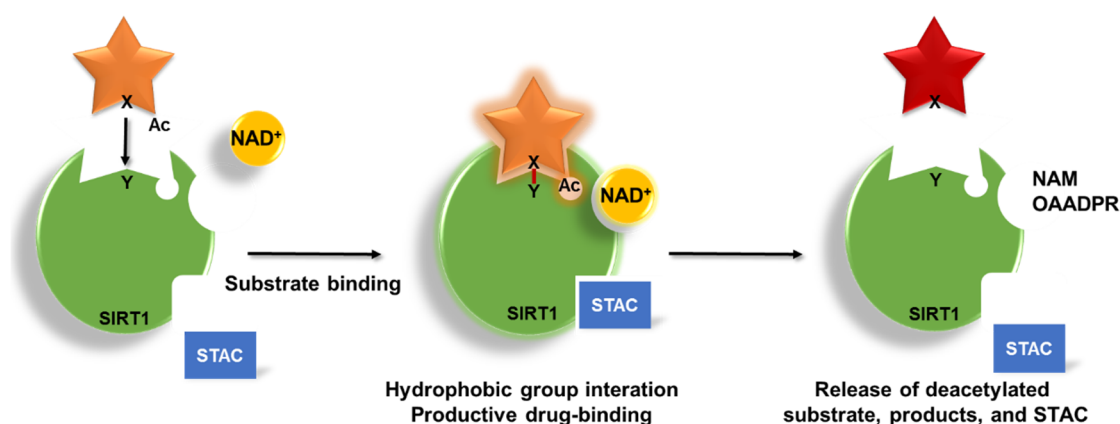 X
Ac
NAD+
Y
SIRT1
STAC
Substrate binding
X
Y
Ac
NAD+
SIRT1
STAC
Hydrophobic group interation
Productive drug-binding
X
Y
NAM
OAADPR
SIRT1
STAC
Release of deacetylated
substrate, products, and STAC